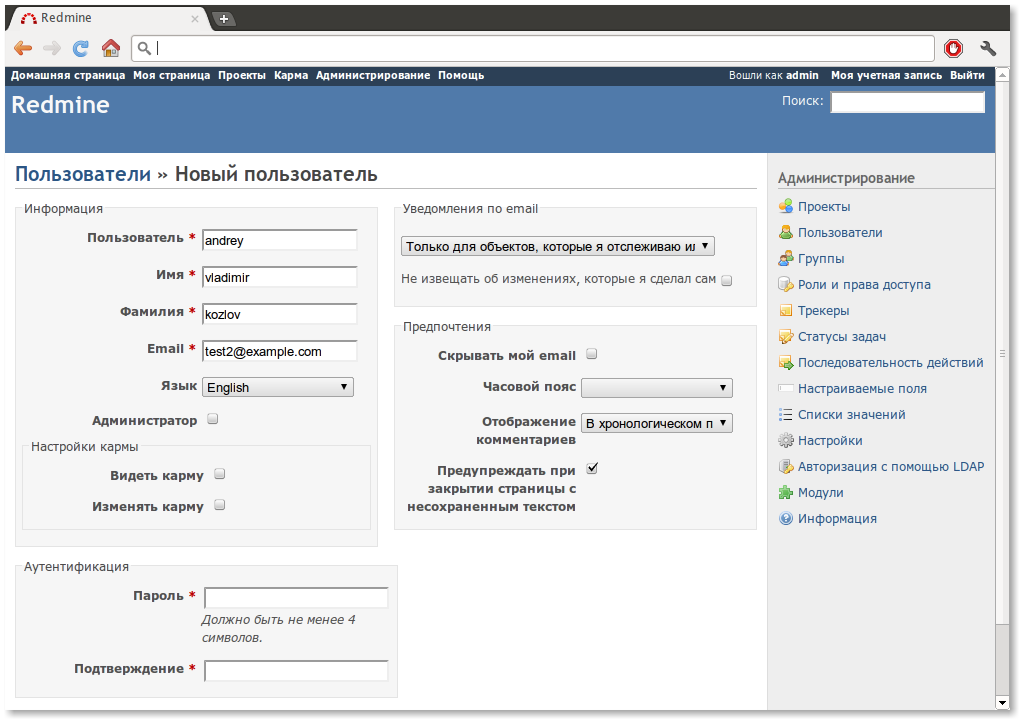 Redmine
Домашняя страница Моя страница Проекты Карма Администрирование Помощь
Вошли как admin Моя учетная запись Выйти
Redmine
Поиск:
Пользователи » Новый пользователь
Информация
Пользователь * andrey
Имя * vladimir
Фамилия * kozlov
Email * test2@example.com
Язык English
Администратор
Настройки кармы
Видеть карму
Изменять карму
Уведомления по email
Только для объектов, которые я отслеживаю ил
Не извещать об изменениях, которые я сделал сам
Предпочтения
Скрывать мой email
Часовой пояс
Отображение
комментариев
В хронологическом п
Предупреждать при
закрытии страницы с
несохраненным текстом
Аутентификация
Пароль *
Должно быть не менее 4
символов.
Подтверждение *
Администрирование
Проекты
Пользователи
Группы
Роли и права доступа
Трекеры
Статусы задач
Последовательность действий
Настраиваемые поля
Списки значений
Настройки
Авторизация с помощью LDAP
Модули
Информация